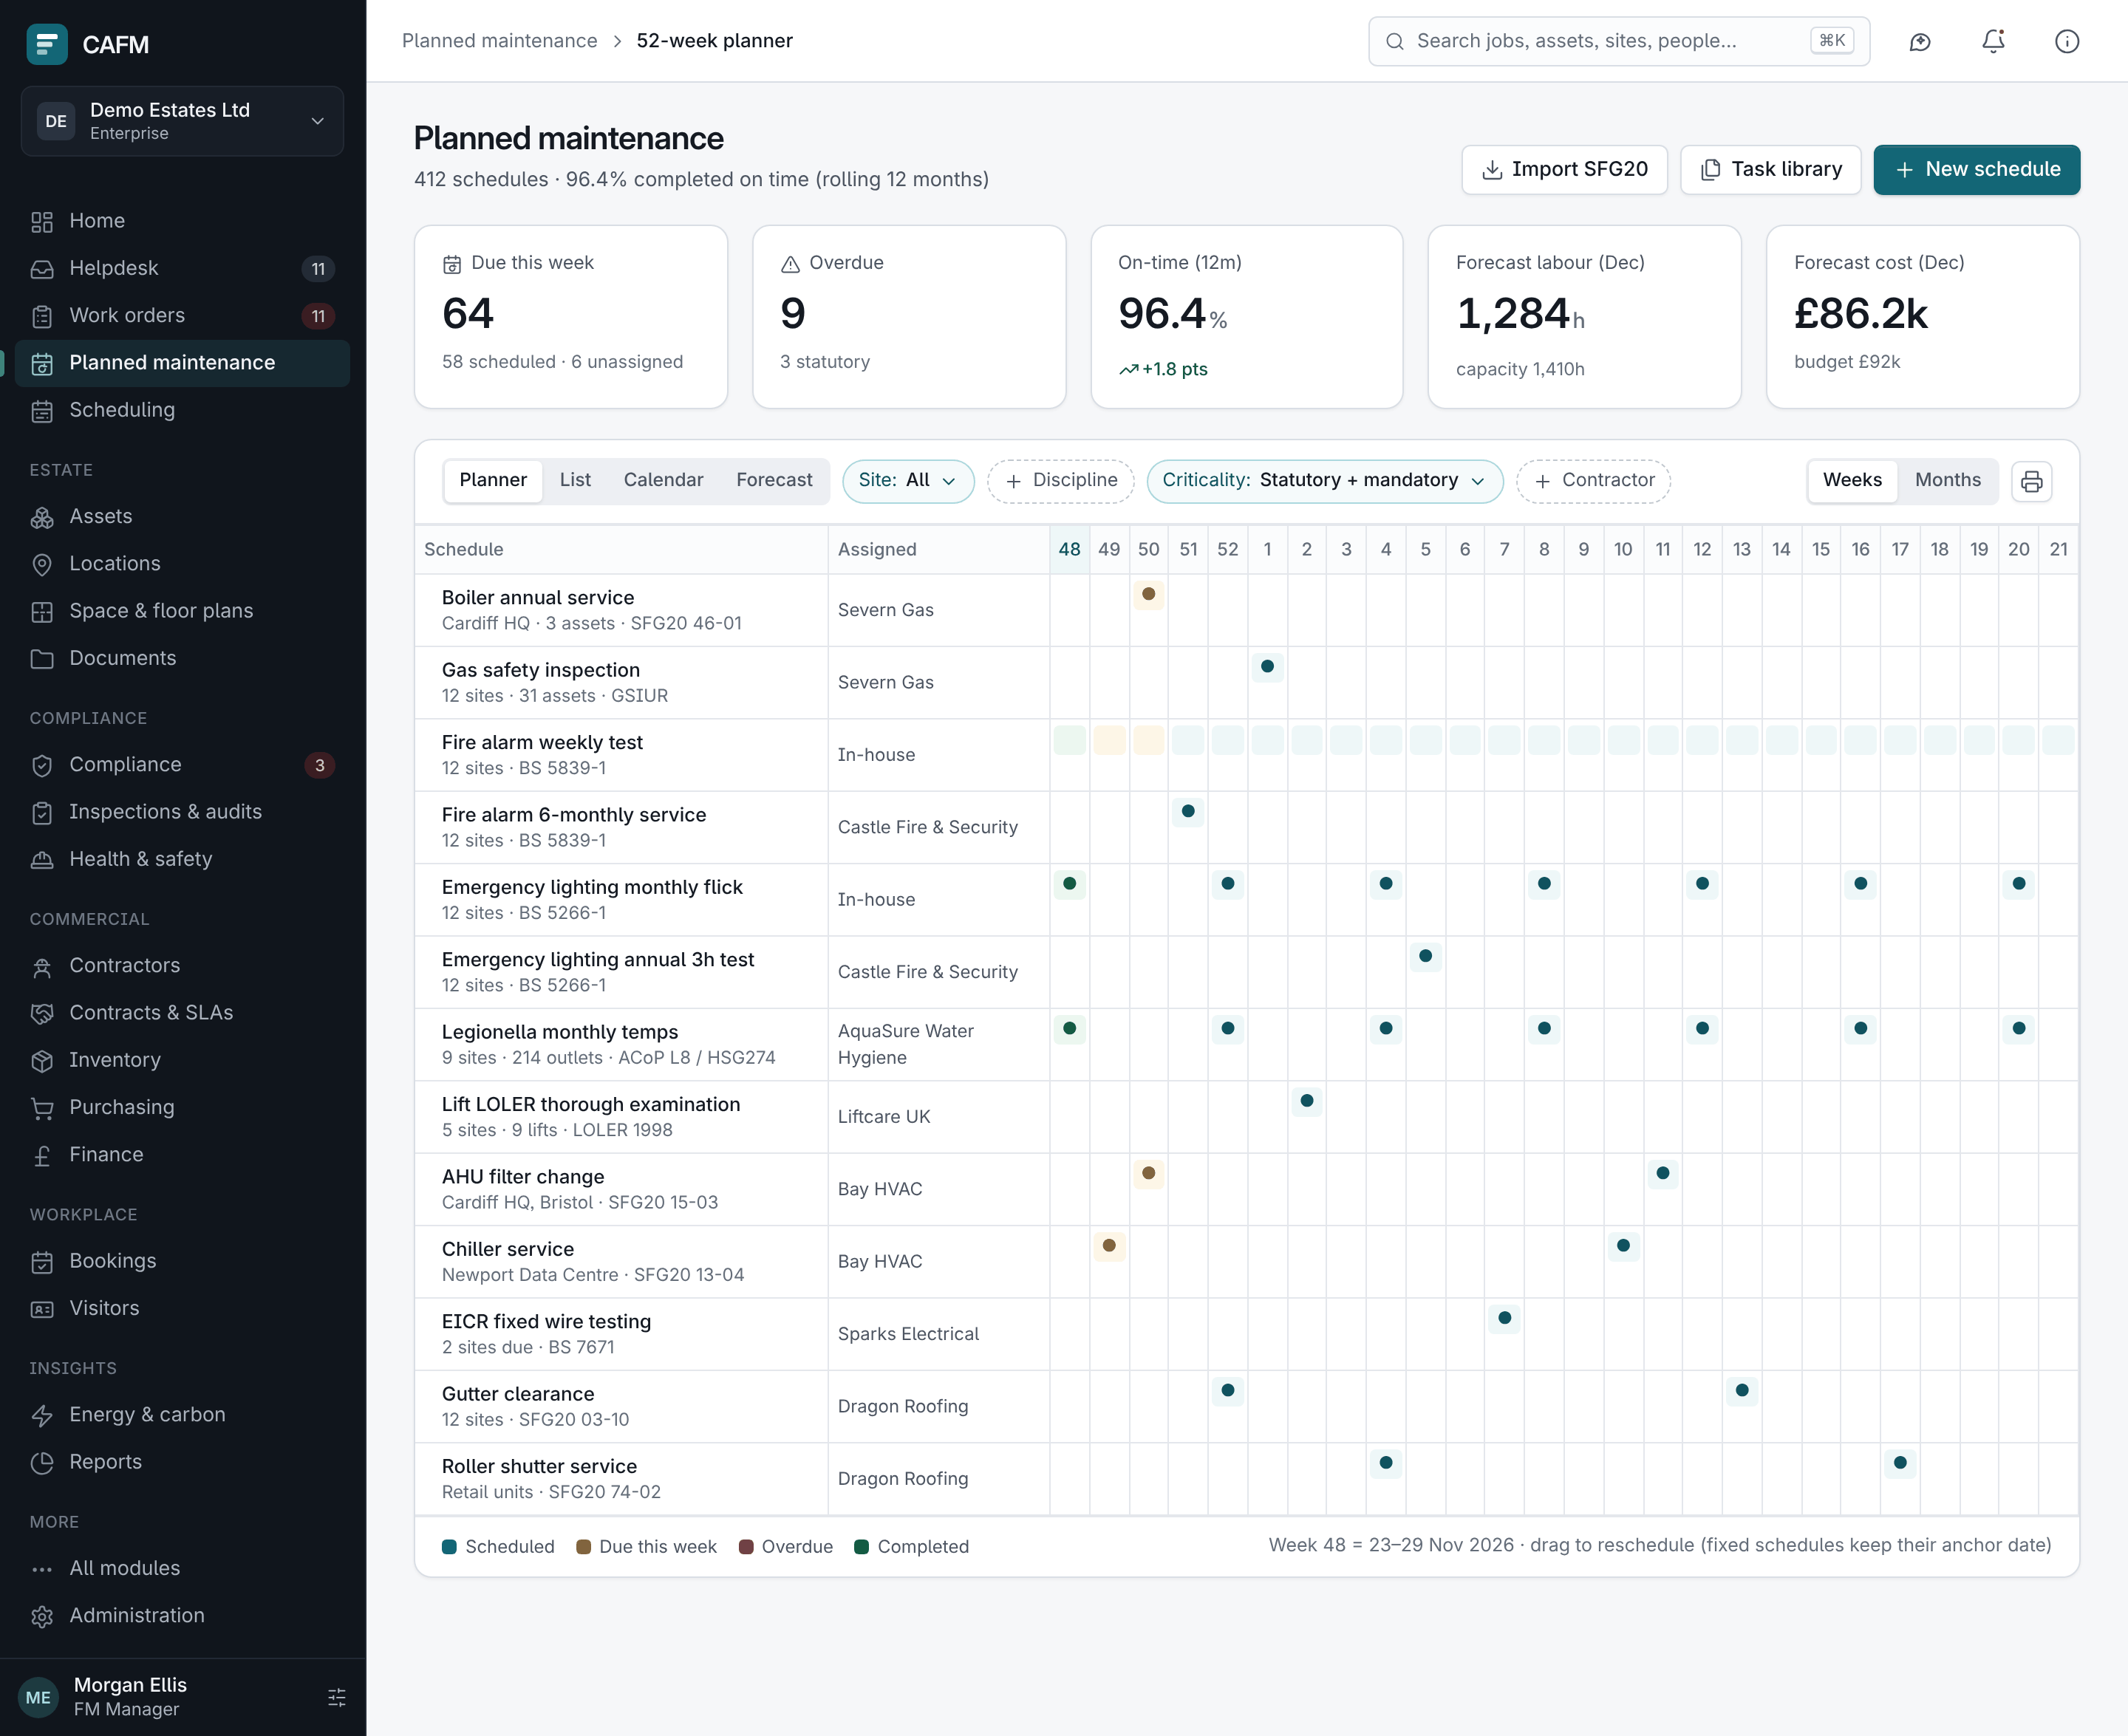 CAFM
DE
Demo Estates Ltd
Enterprise
Home
Helpdesk 11
Work orders 11
Planned maintenance
Scheduling
ESTATE
Assets
Locations
Space & floor plans
Documents
COMPLIANCE
Compliance 3
Inspections & audits
Health & safety
COMMERCIAL
Contractors
Contracts & SLAs
Inventory
Purchasing
Finance
WORKPLACE
Bookings
Visitors
INSIGHTS
Energy & carbon
Reports
MORE
All modules
Administration
ME
Morgan Ellis
FM Manager
Planned maintenance 52-week planner
Search jobs, assets, sites, people... ⌘K
Planned maintenance
412 schedules · 96.4% completed on time (rolling 12 months)
Import SFG20
Task library
New schedule
Due this week
64
58 scheduled · 6 unassigned
Overdue
9
3 statutory
On-time (12m)
96.4%
+1.8 pts
Forecast labour (Dec)
1,284h
capacity 1,410h
Forecast cost (Dec)
£86.2k
budget £92k
Planner List Calendar Forecast Site: All Discipline Criticality: Statutory + mandatory Contractor Weeks Months
Schedule Assigned 48 49 50 51 52 1 2 3 4 5 6 7 8 9 10 11 12 13 14 15 16 17 18 19 20 21
Boiler annual service
Cardiff HQ · 3 assets · SFG20 46-01
Severn Gas
Gas safety inspection
12 sites · 31 assets · GSIUR
Severn Gas
Fire alarm weekly test
12 sites · BS 5839-1
In-house
Fire alarm 6-monthly service
12 sites · BS 5839-1
Castle Fire & Security
Emergency lighting monthly flick
12 sites · BS 5266-1
In-house
Emergency lighting annual 3h test
12 sites · BS 5266-1
Castle Fire & Security
Legionella monthly temps
9 sites · 214 outlets · ACoP L8 / HSG274
AquaSure Water
Hygiene
Lift LOLER thorough examination
5 sites · 9 lifts · LOLER 1998
Liftcare UK
AHU filter change
Cardiff HQ, Bristol · SFG20 15-03
Bay HVAC
Chiller service
Newport Data Centre · SFG20 13-04
Bay HVAC
EICR fixed wire testing
2 sites due · BS 7671
Sparks Electrical
Gutter clearance
12 sites · SFG20 03-10
Dragon Roofing
Roller shutter service
Retail units · SFG20 74-02
Dragon Roofing
Scheduled Due this week Overdue Completed
Week 48 = 23–29 Nov 2026 · drag to reschedule (fixed schedules keep their anchor date)